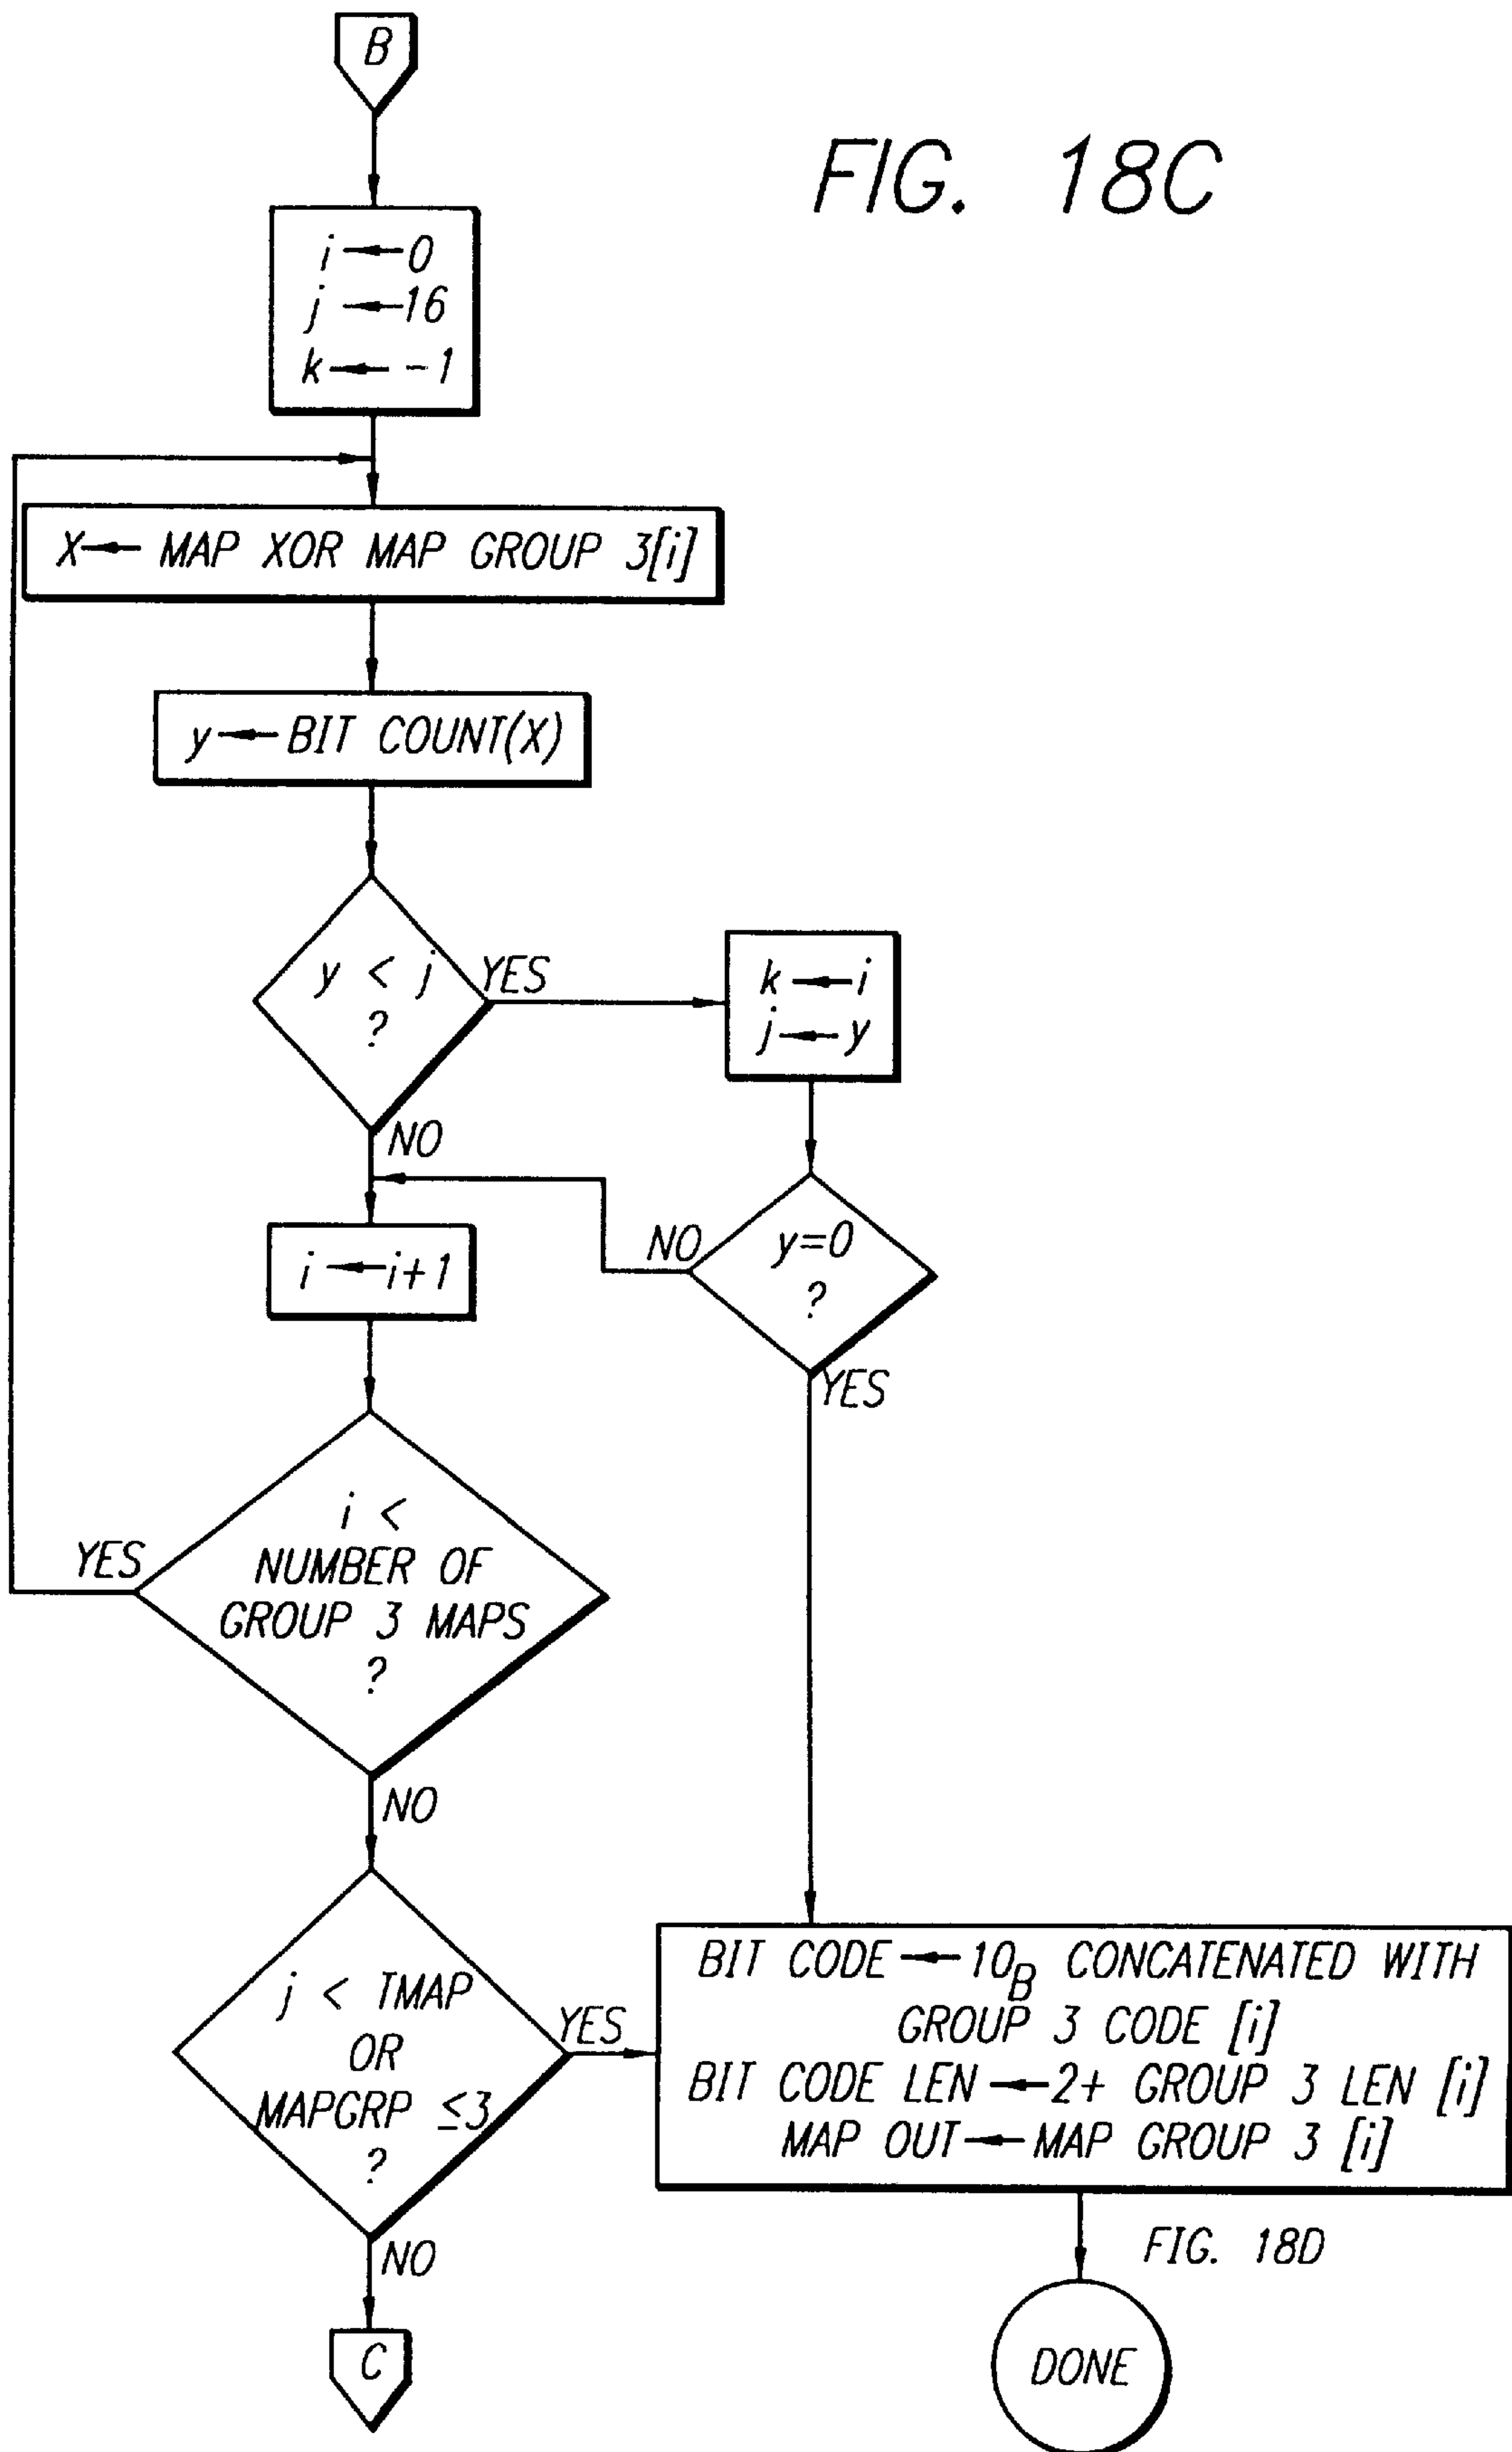 B
FIG. 18C
i ← 0
j ← 16
k ← -1
X ← MAP XOR MAP GROUP 3[i]
y ← BIT COUNT(X)
y < j
?
YES
k ← i
j ← y
NO
y=0
?
NO
YES
i ← i+1
i <
NUMBER OF
GROUP 3 MAPS
?
YES
NO
j < TMAP
OR
MAPGRP ≤3
?
YES
NO
BIT CODE ← 10B CONCATENATED WITH
GROUP 3 CODE [i]
BIT CODE LEN ← 2+ GROUP 3 LEN [i]
MAP OUT ← MAP GROUP 3 [i]
FIG. 18D
C
DONE